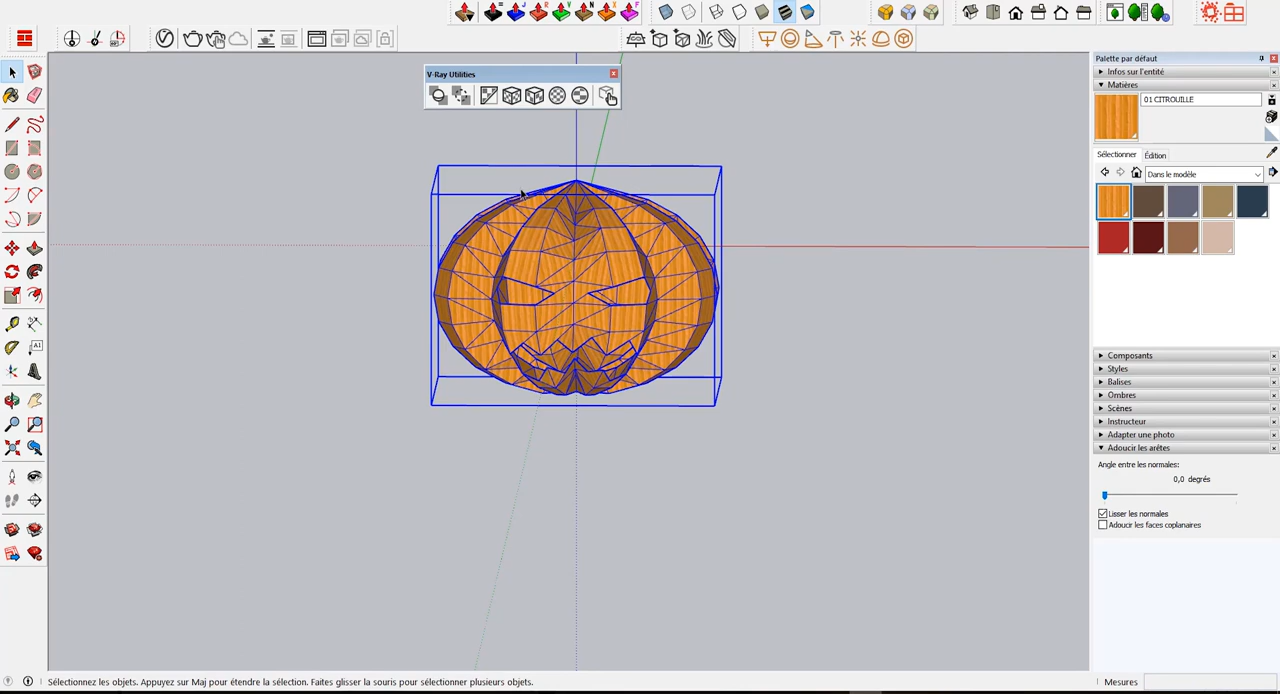 V-Ray Utilities
Palette par défaut
Infos sur l'entité
Matières
01 CITROUILLE
Sélectionner
Édition
Dans le modèle
Composants
Styles
Balises
Ombres
Scènes
Instructeur
Adapter une photo
Adoucir les arêtes
Angle entre les normales:
0,0 degrés
Lisser les normales
Adoucir les faces coplanaires
Sélectionnez les objets. Appuyez sur Maj pour étendre la sélection. Faites glisser la souris pour sélectionner plusieurs objets.
Mesures